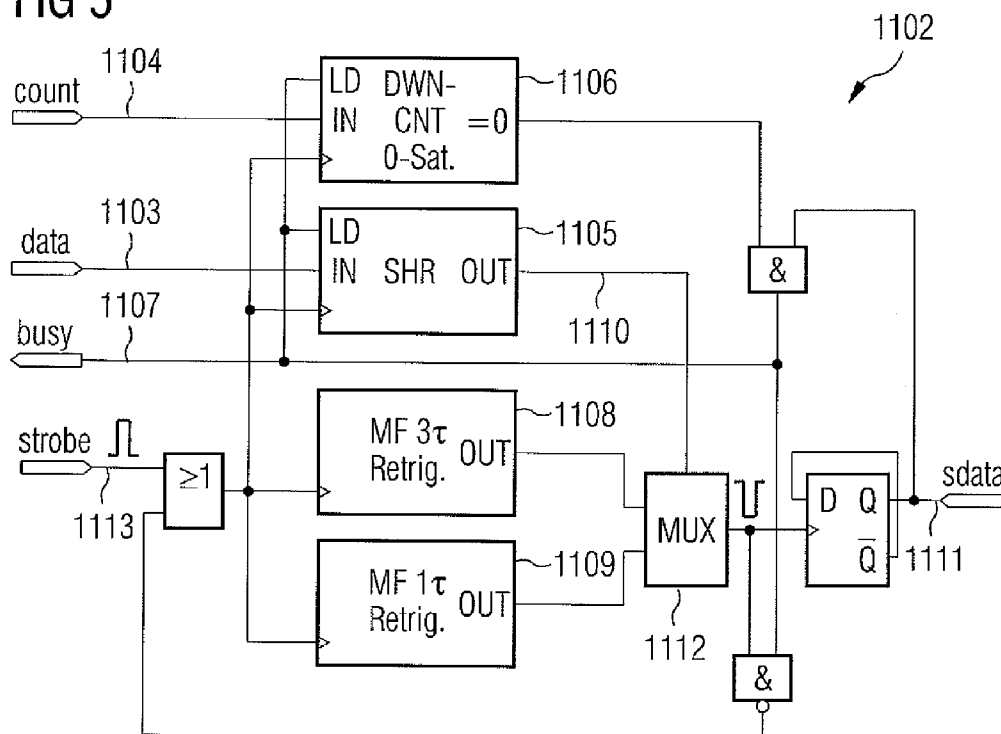 FIG 5
1102
1104
count
LD DWN-
IN CNT =0
0-Sat.
1106
1103
data
LD
IN SHR OUT
1105
1110
&
1107
busy
strobe
1113
≥1
MF 3τ
Retrig. OUT
1108
MF 1τ
Retrig. OUT
1109
MUX
1112
D Q
Q̅
sdata
1111
&